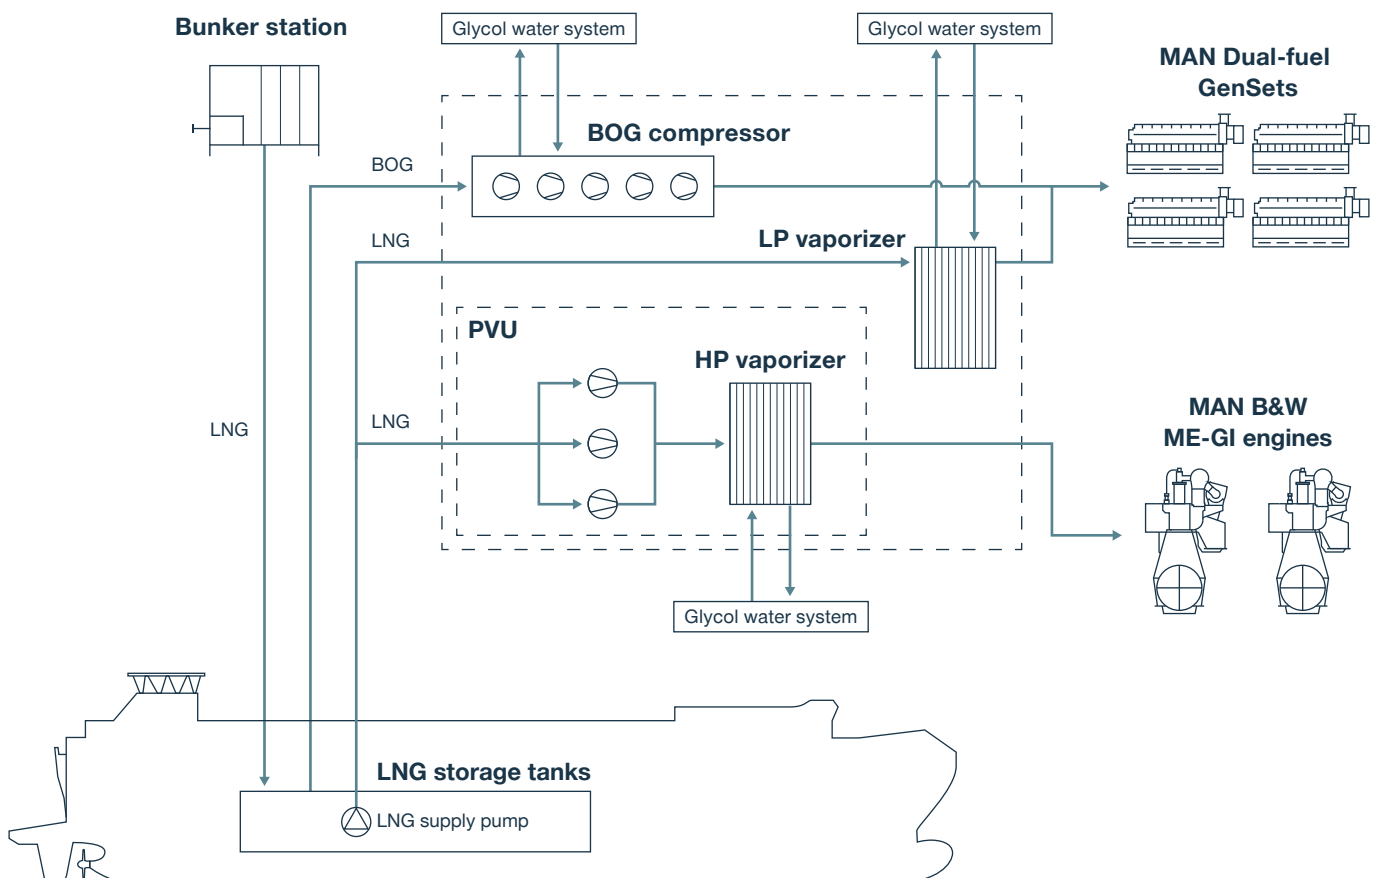 Bunker station
Glycol water system
Glycol water system
MAN Dual-fuel
GenSets
BOG compressor
BOG
LP vaporizer
LNG
PVU
HP vaporizer
LNG
LNG
MAN B&W
ME-GI engines
Glycol water system
LNG storage tanks
LNG supply pump